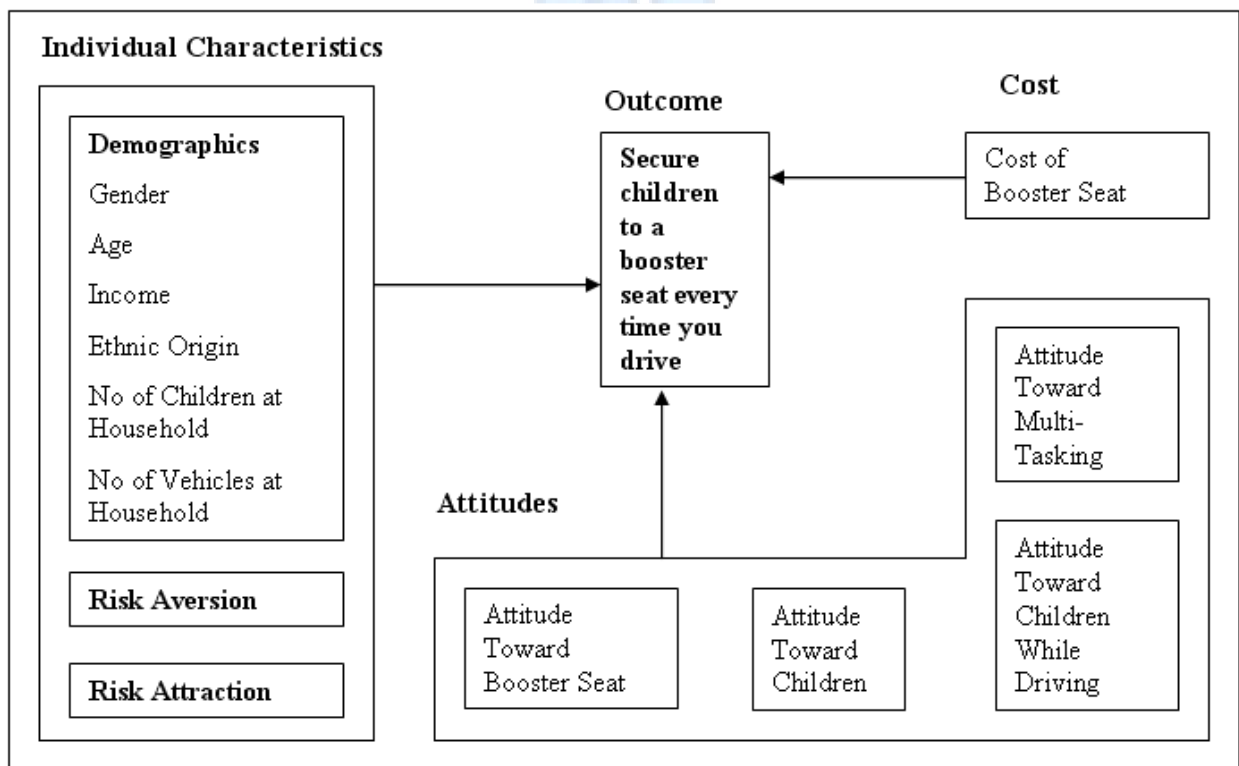 Individual Characteristics
Demographics
Gender
Age
Income
Ethnic Origin
No of Children at
Household
No of Vehicles at
Household
Risk Aversion
Risk Attraction
Outcome
Secure
children
to a
booster
seat every
time you
drive
Cost
Cost of
Booster Seat
Attitudes
Attitude
Toward
Booster Seat
Attitude
Toward
Children
Attitude
Toward
Multi-
Tasking
Attitude
Toward
Children
While
Driving